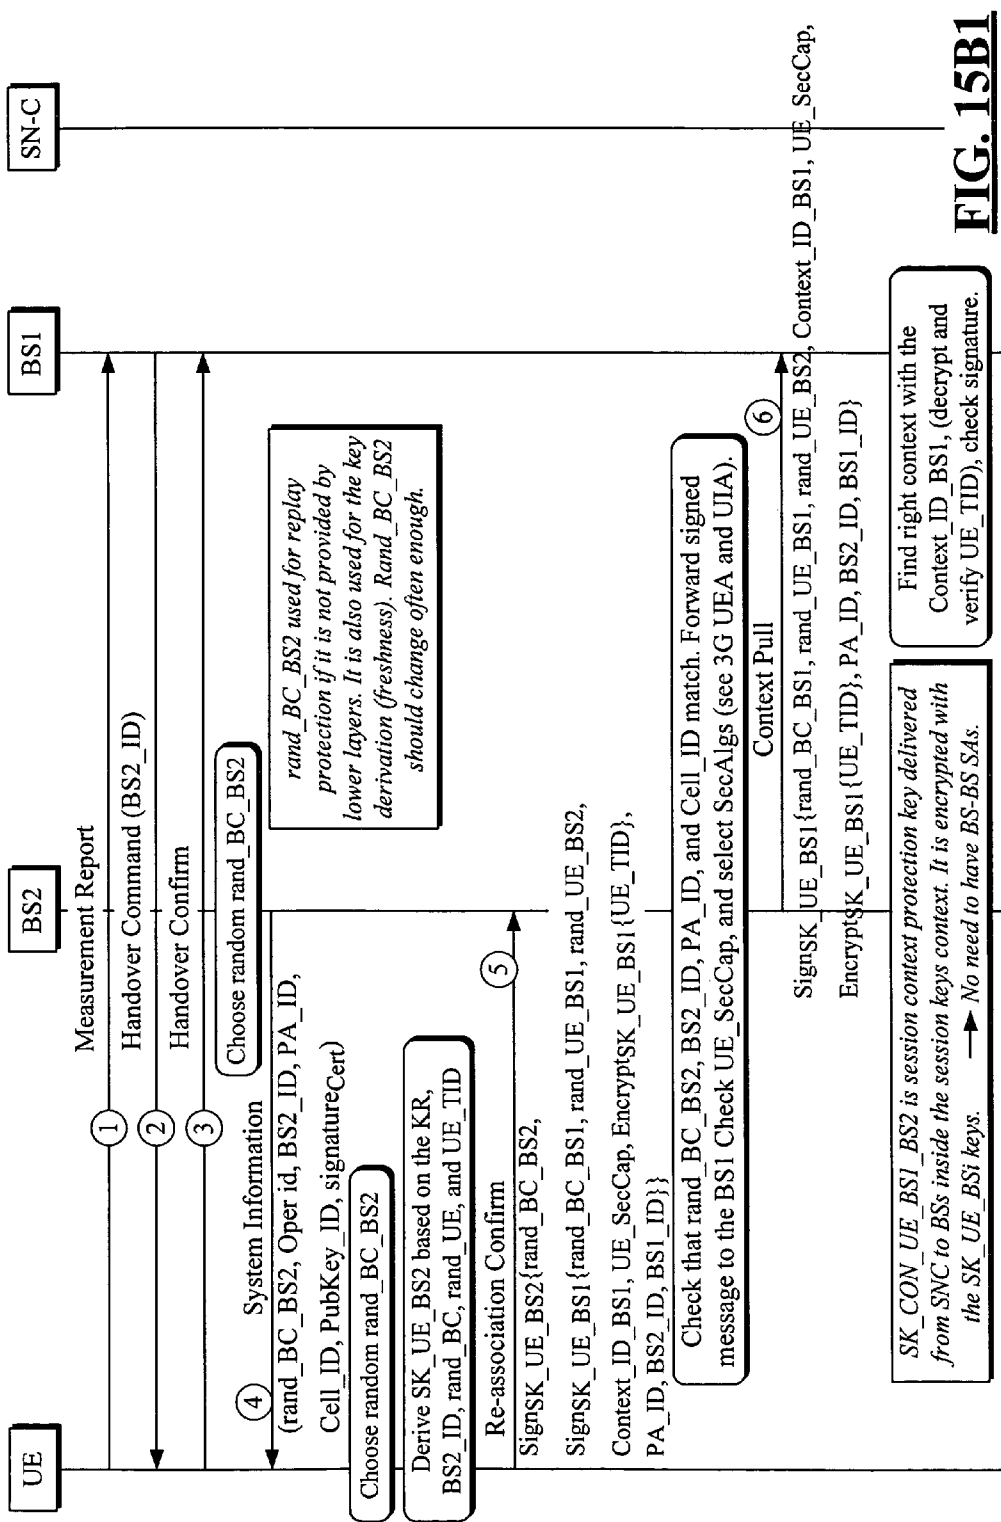 UE
BS2
BS1
SN-C
Measurement Report
1
Handover Command (BS2_ID)
2
Handover Confirm
3
Choose random rand_BC_BS2
rand_BC_BS2 used for replay
protection if it is not provided by
lower layers. It is also used for the key
derivation (freshness). Rand_BC_BS2
should change often enough.
4
System Information
(rand_BC_BS2, Oper id, BS2_ID, PA_ID,
Cell_ID, PubKey_ID, signatureCert)
Choose random rand_BC_BS2
Derive SK_UE_BS2 based on the KR,
BS2_ID, rand_BC, rand_UE, and UE_TID
Re-association Confirm
5
SignSK_UE_BS2{rand_BC_BS2,
SignSK_UE_BS1{rand_BC_BS1, rand_UE_BS1, rand_UE_BS2,
Context_ID_BS1, UE_SecCap, EncryptSK_UE_BS1{UE_TID},
PA_ID, BS2_ID, BS1_ID}}
Check that rand_BC_BS2, BS2_ID, PA_ID, and Cell_ID match. Forward signed
message to the BS1 Check UE_SecCap, and select SecAlgs (see 3G UEA and UIA).
Context Pull
6
SignSK_UE_BS1{rand_BC_BS1, rand_UE_BS1, rand_UE_BS2, Context_ID_BS1, UE_SecCap,
EncryptSK_UE_BS1{UE_TID}, PA_ID, BS2_ID, BS1_ID}
SK_CON_UE_BS1_BS2 is session context protection key delivered
from SNC to BSs inside the session keys context. It is encrypted with
the SK_UE_BSi keys. → No need to have BS-BS SAs.
Find right context with the
Context_ID_BS1, (decrypt and
verify UE_TID), check signature.
FIG. 15B1